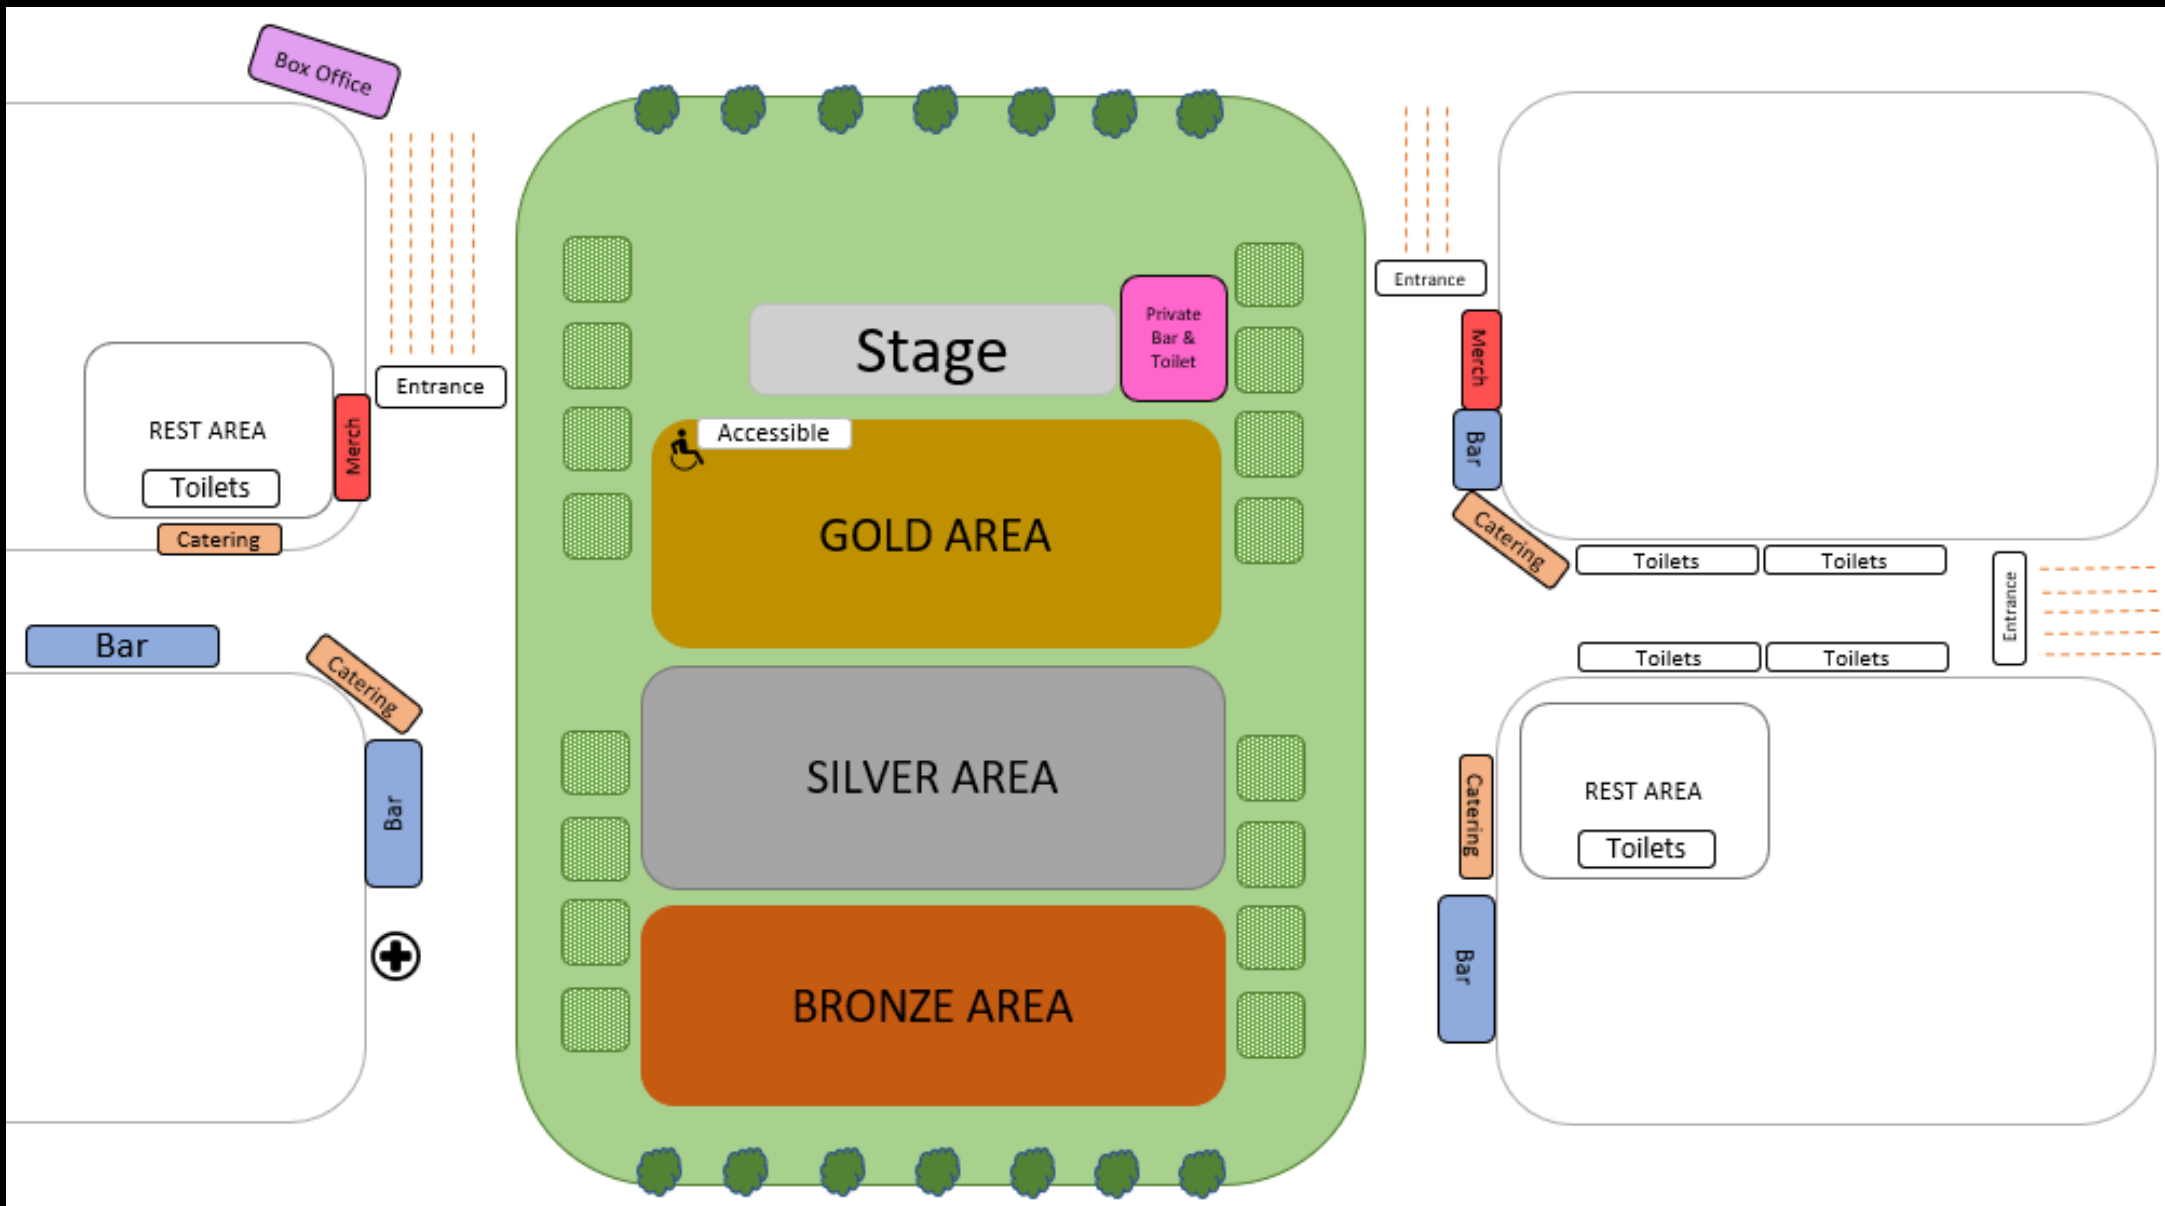 Box Office
Entrance
Private
Bar &
Toilet
Stage
Entrance
Merch
REST AREA
Merch
Accessible
Bar
Toilets
Catering
GOLD AREA
Catering
Toilets
Toilets
Entrance
Bar
Catering
Toilets
Toilets
SILVER AREA
Catering
REST AREA
Bar
Toilets
Bar
BRONZE AREA